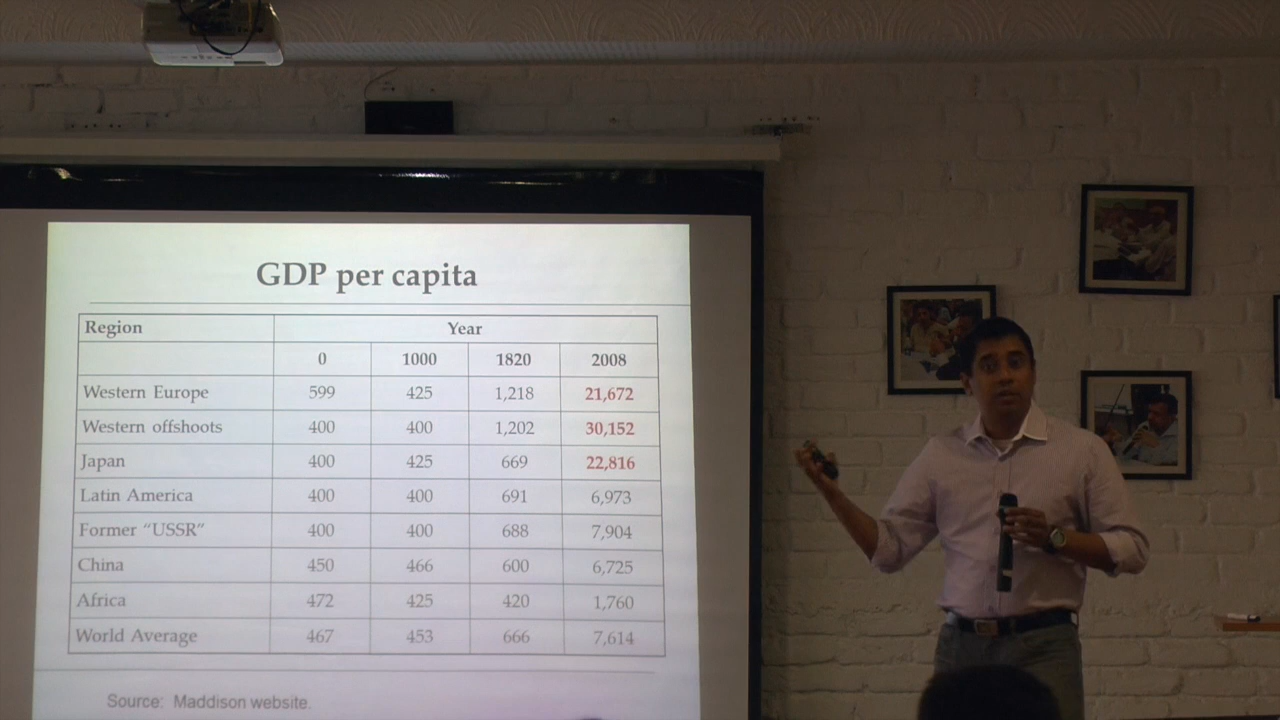 GDP per capita
Region Year
0 1000 1820 2008
Western Europe 599 425 1,218 21,672
Western offshoots 400 400 1,202 30,152
Japan 400 425 669 22,816
Latin America 400 400 691 6,973
Former “USSR” 400 400 688 7,904
China 450 466 600 6,725
Africa 472 425 420 1,760
World Average 467 453 666 7,614
Source: Maddison website.